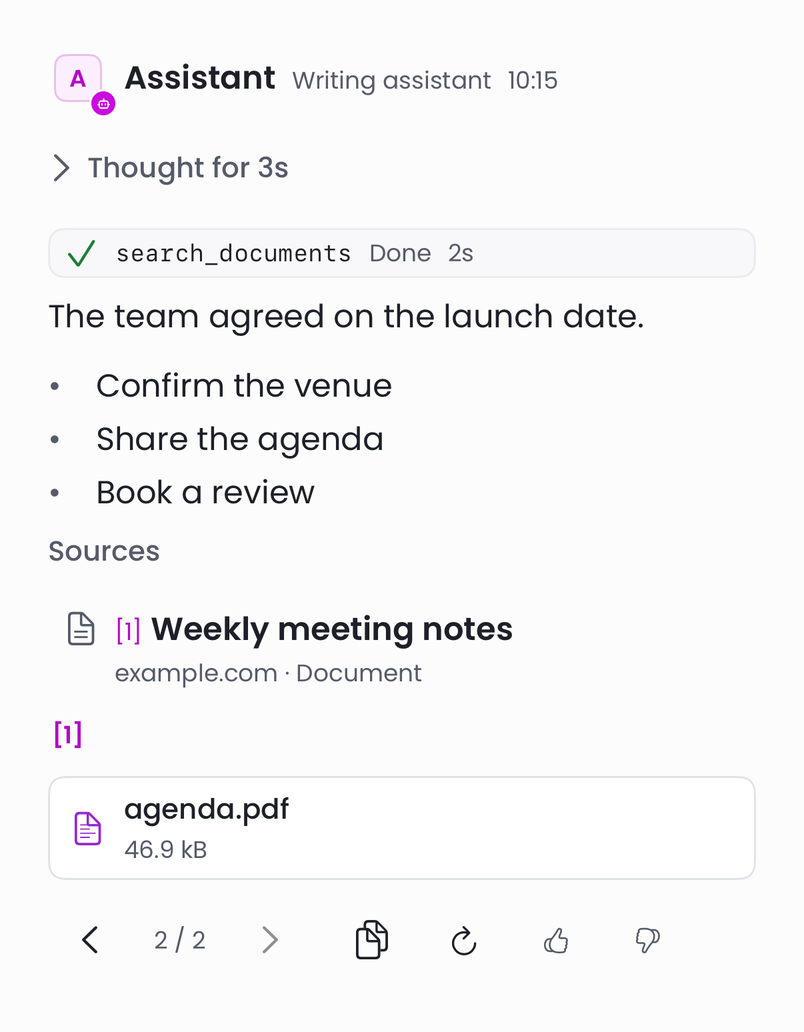 A Assistant Writing assistant 10:15
Thought for 3s
search_documents Done 2s
The team agreed on the launch date.
• Confirm the venue
• Share the agenda
• Book a review
Sources
[1] Weekly meeting notes
example.com · Document
[1]
agenda.pdf
46.9 kB
2 / 2